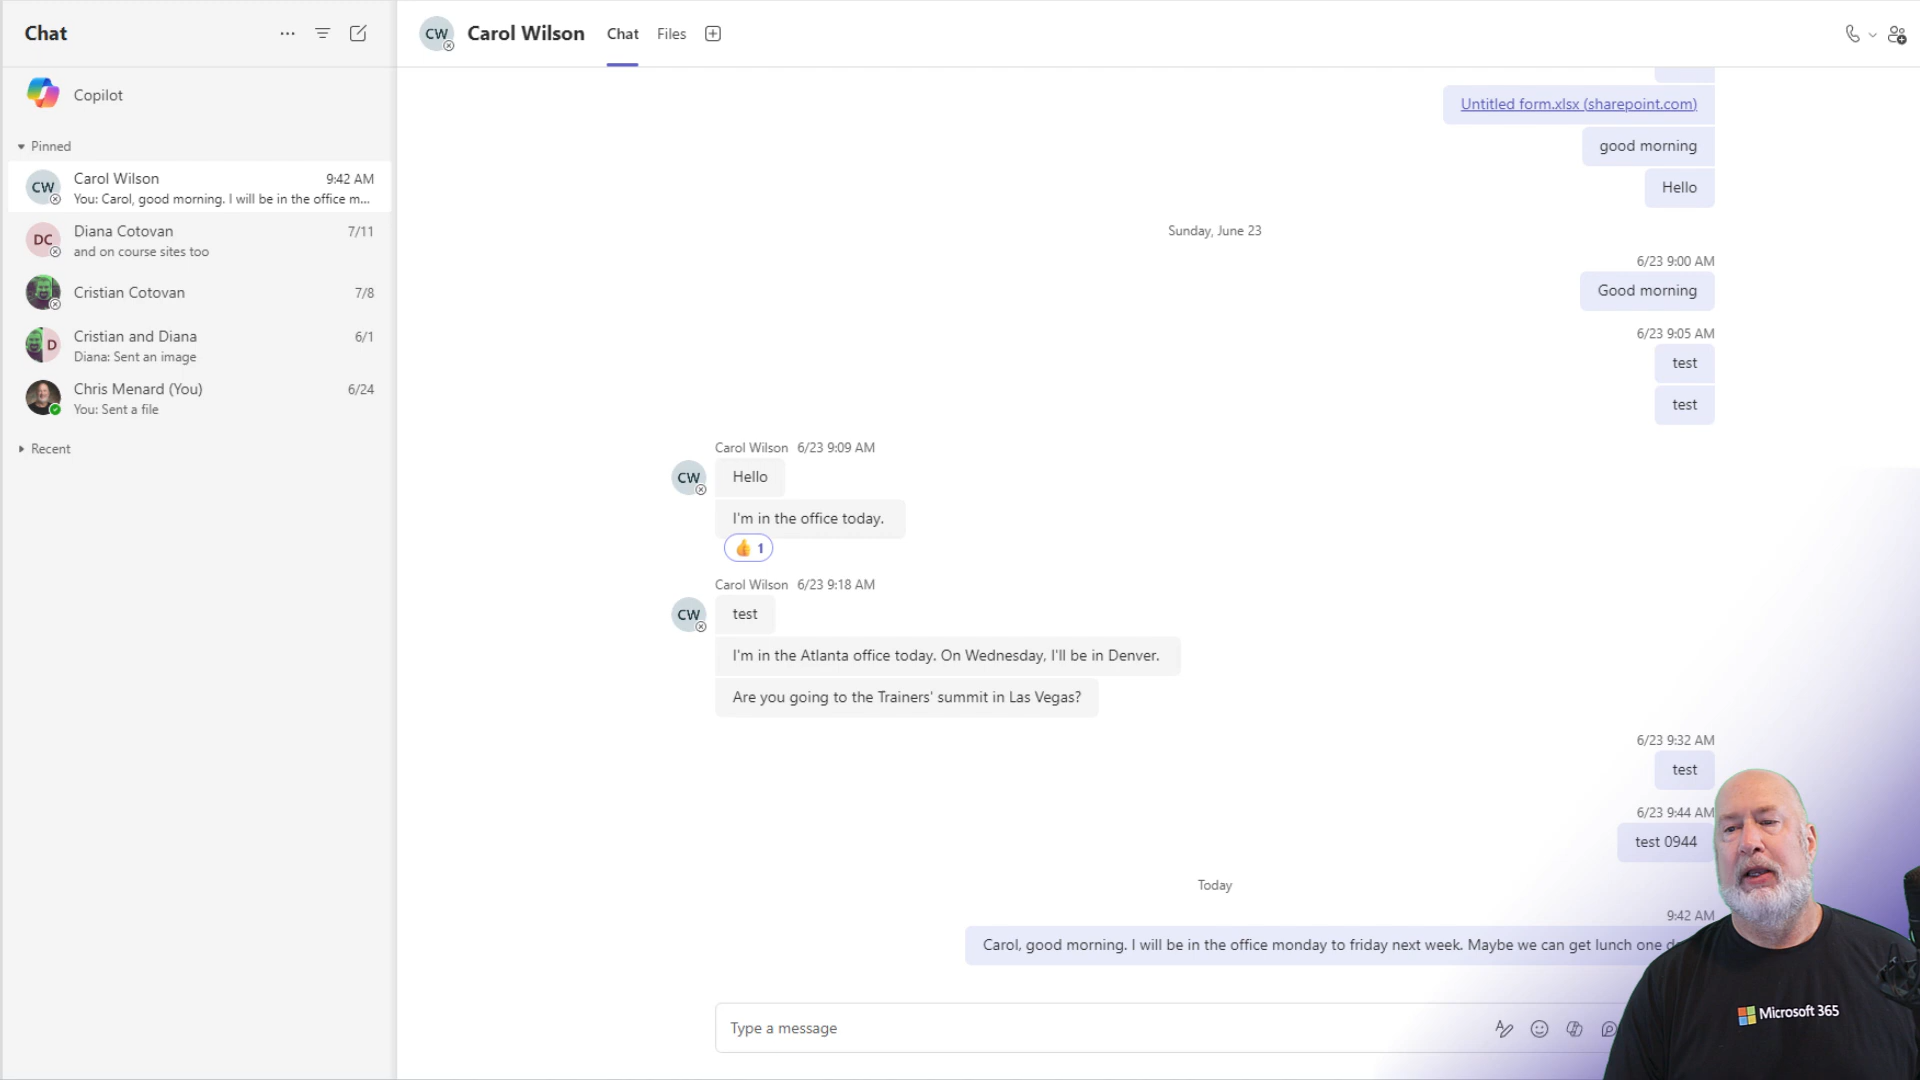 Chat
Copilot
Pinned
CW
Carol Wilson
9:42 AM
You: Carol, good morning. I will be in the office m...
DC
Diana Cotovan
7/11
and on course sites too
Cristian Cotovan
7/8
D
Cristian and Diana
6/1
Diana: Sent an image
Chris Menard (You)
6/24
You: Sent a file
Recent
CW
Carol Wilson
Chat
Files
Untitled form.xlsx (sharepoint.com)
good morning
Hello
Sunday, June 23
6/23 9:00 AM
Good morning
6/23 9:05 AM
test
test
Carol Wilson 6/23 9:09 AM
CW
Hello
I'm in the office today.
1
Carol Wilson 6/23 9:18 AM
CW
test
I'm in the Atlanta office today. On Wednesday, I'll be in Denver.
Are you going to the Trainers' summit in Las Vegas?
6/23 9:32 AM
test
6/23 9:44 AM
test 0944
Today
9:42 AM
Carol, good morning. I will be in the office monday to friday next week. Maybe we can get lunch one
Type a message
Microsoft 365